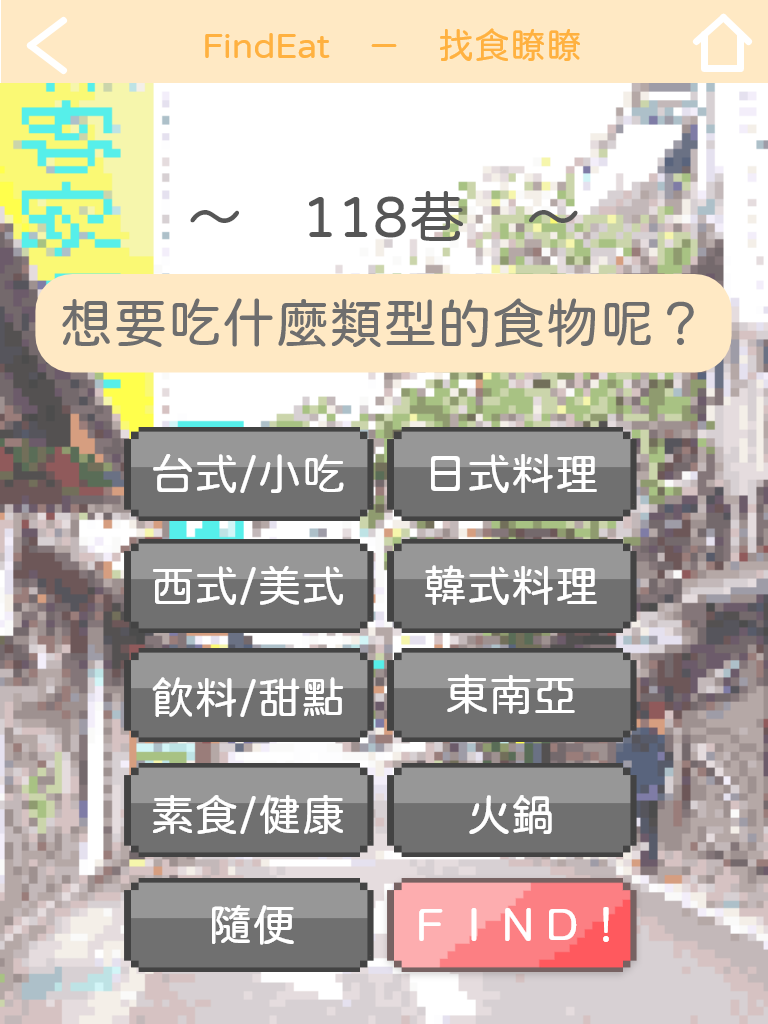 FindEat － 找食瞭瞭
～ 118巷 ～
想要吃什麼類型的食物呢？
台式/小吃
日式料理
西式/美式
韓式料理
飲料/甜點
東南亞
素食/健康
火鍋
隨便
ＦＩＮＤ！